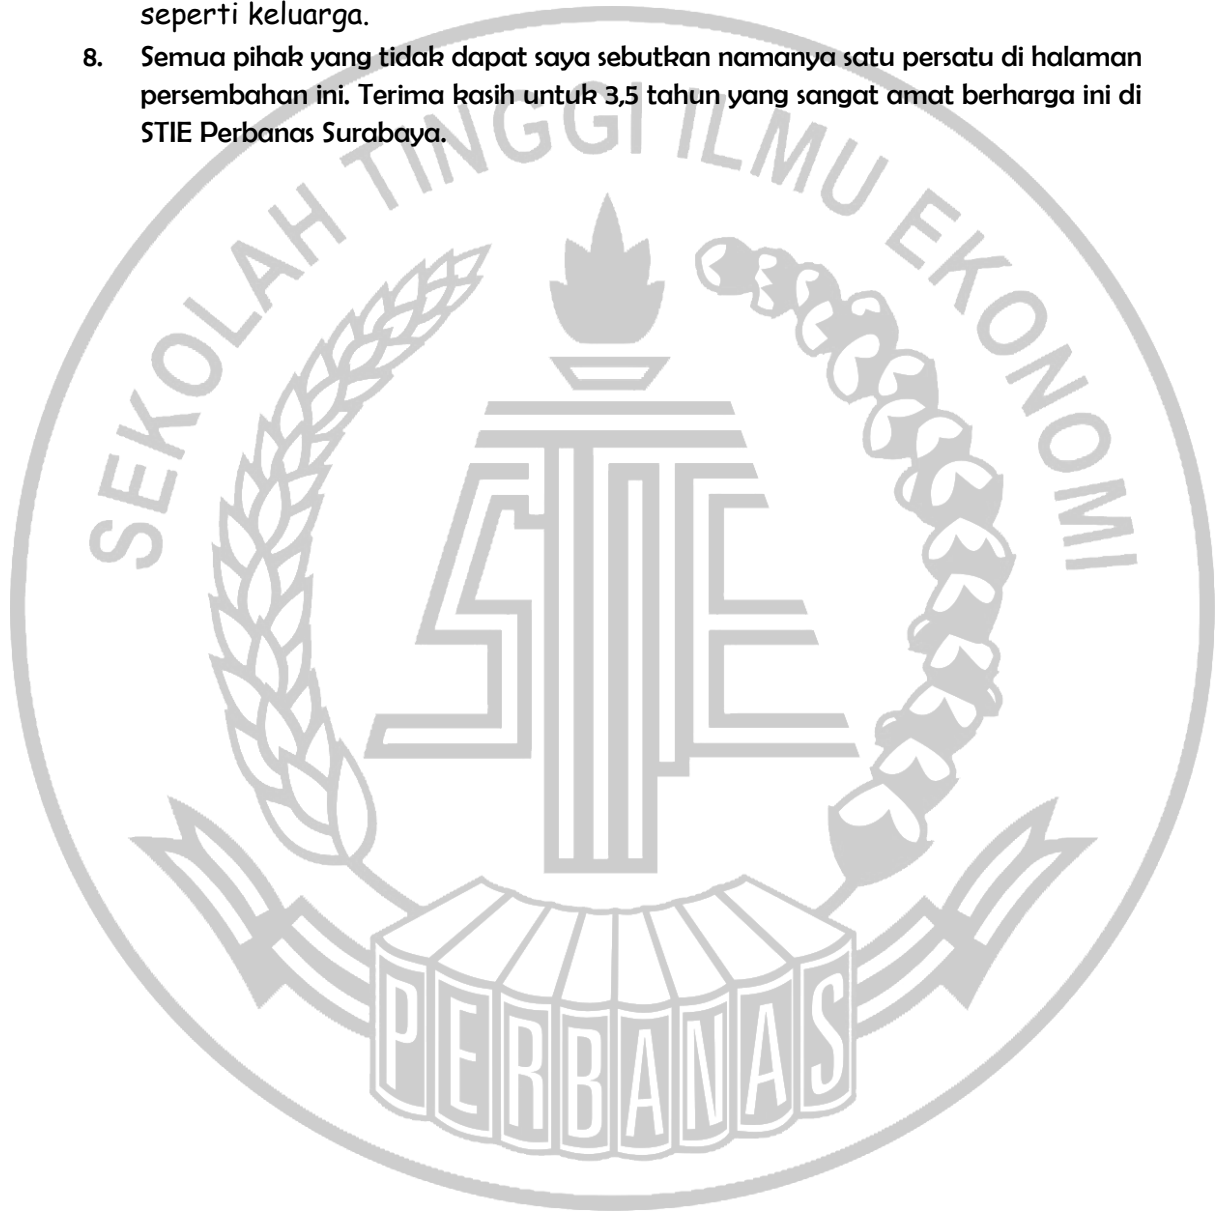 seperti keluarga.
8. Semua pihak yang tidak dapat saya sebutkan namanya satu persatu di halaman
persembahan ini. Terima kasih untuk 3,5 tahun yang sangat amat berharga ini di
STIE Perbanas Surabaya.
SEKOLAH TINGGI ILMU EKONOMI
STIE
PERBANAS